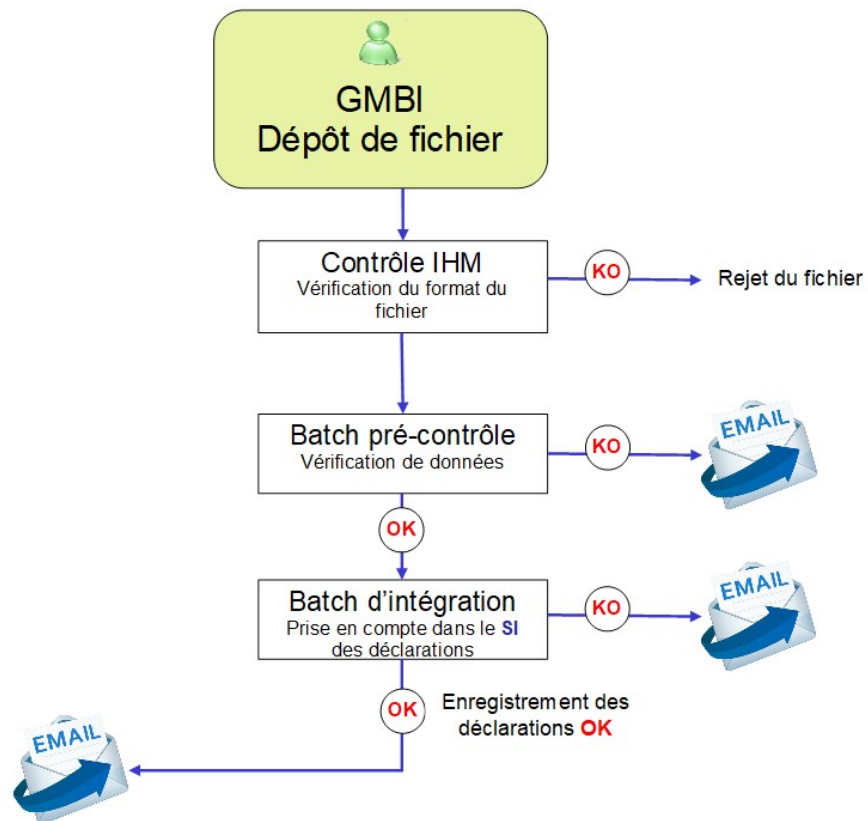 GMBI
Dépôt de fichier
Contrôle IHM
Vérification du format du
fichier
KO
Rejet du fichier
Batch pré-contrôle
Vérification de données
KO
EMAIL
OK
Batch d'intégration
Prise en compte dans le SI
des déclarations
KO
EMAIL
OK
Enregistrement des
déclarations OK
EMAIL